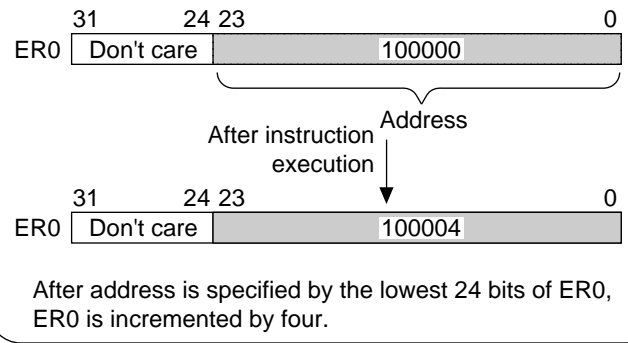 31 24 23 0
ER0 Don't care 100000
Address
After instruction
execution
31 24 23 0
ER0 Don't care 100004
After address is specified by the lowest 24 bits of ER0,
ER0 is incremented by four.